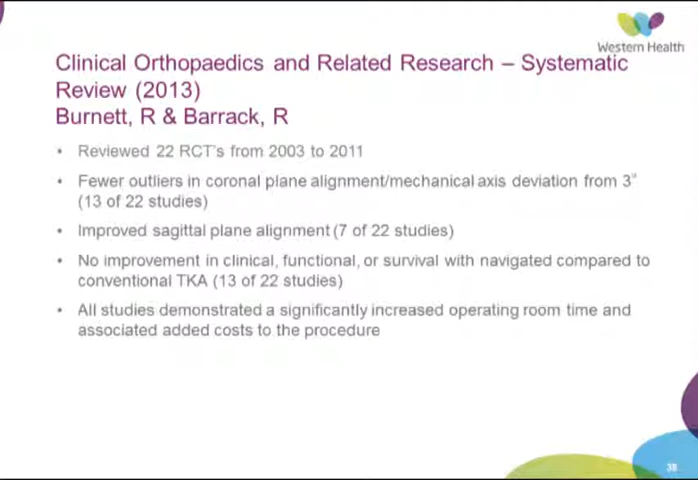 Western Health
Clinical Orthopaedics and Related Research – Systematic
Review (2013)
Burnett, R & Barrack, R
• Reviewed 22 RCT's from 2003 to 2011
• Fewer outliers in coronal plane alignment/mechanical axis deviation from 3°
(13 of 22 studies)
• Improved sagittal plane alignment (7 of 22 studies)
• No improvement in clinical, functional, or survival with navigated compared to
conventional TKA (13 of 22 studies)
• All studies demonstrated a significantly increased operating room time and
associated added costs to the procedure
38